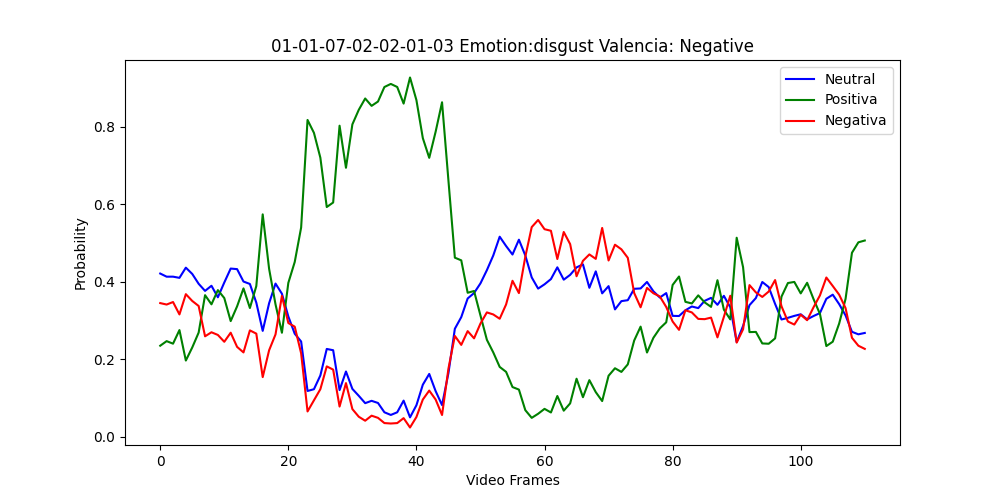 01-01-07-02-02-01-03 Emotion:disgust Valencia: Negative
Neutral
Positiva
Negativa
Probability
0.8
0.6
0.4
0.2
0.0
0 20 40 60 80 100
Video Frames